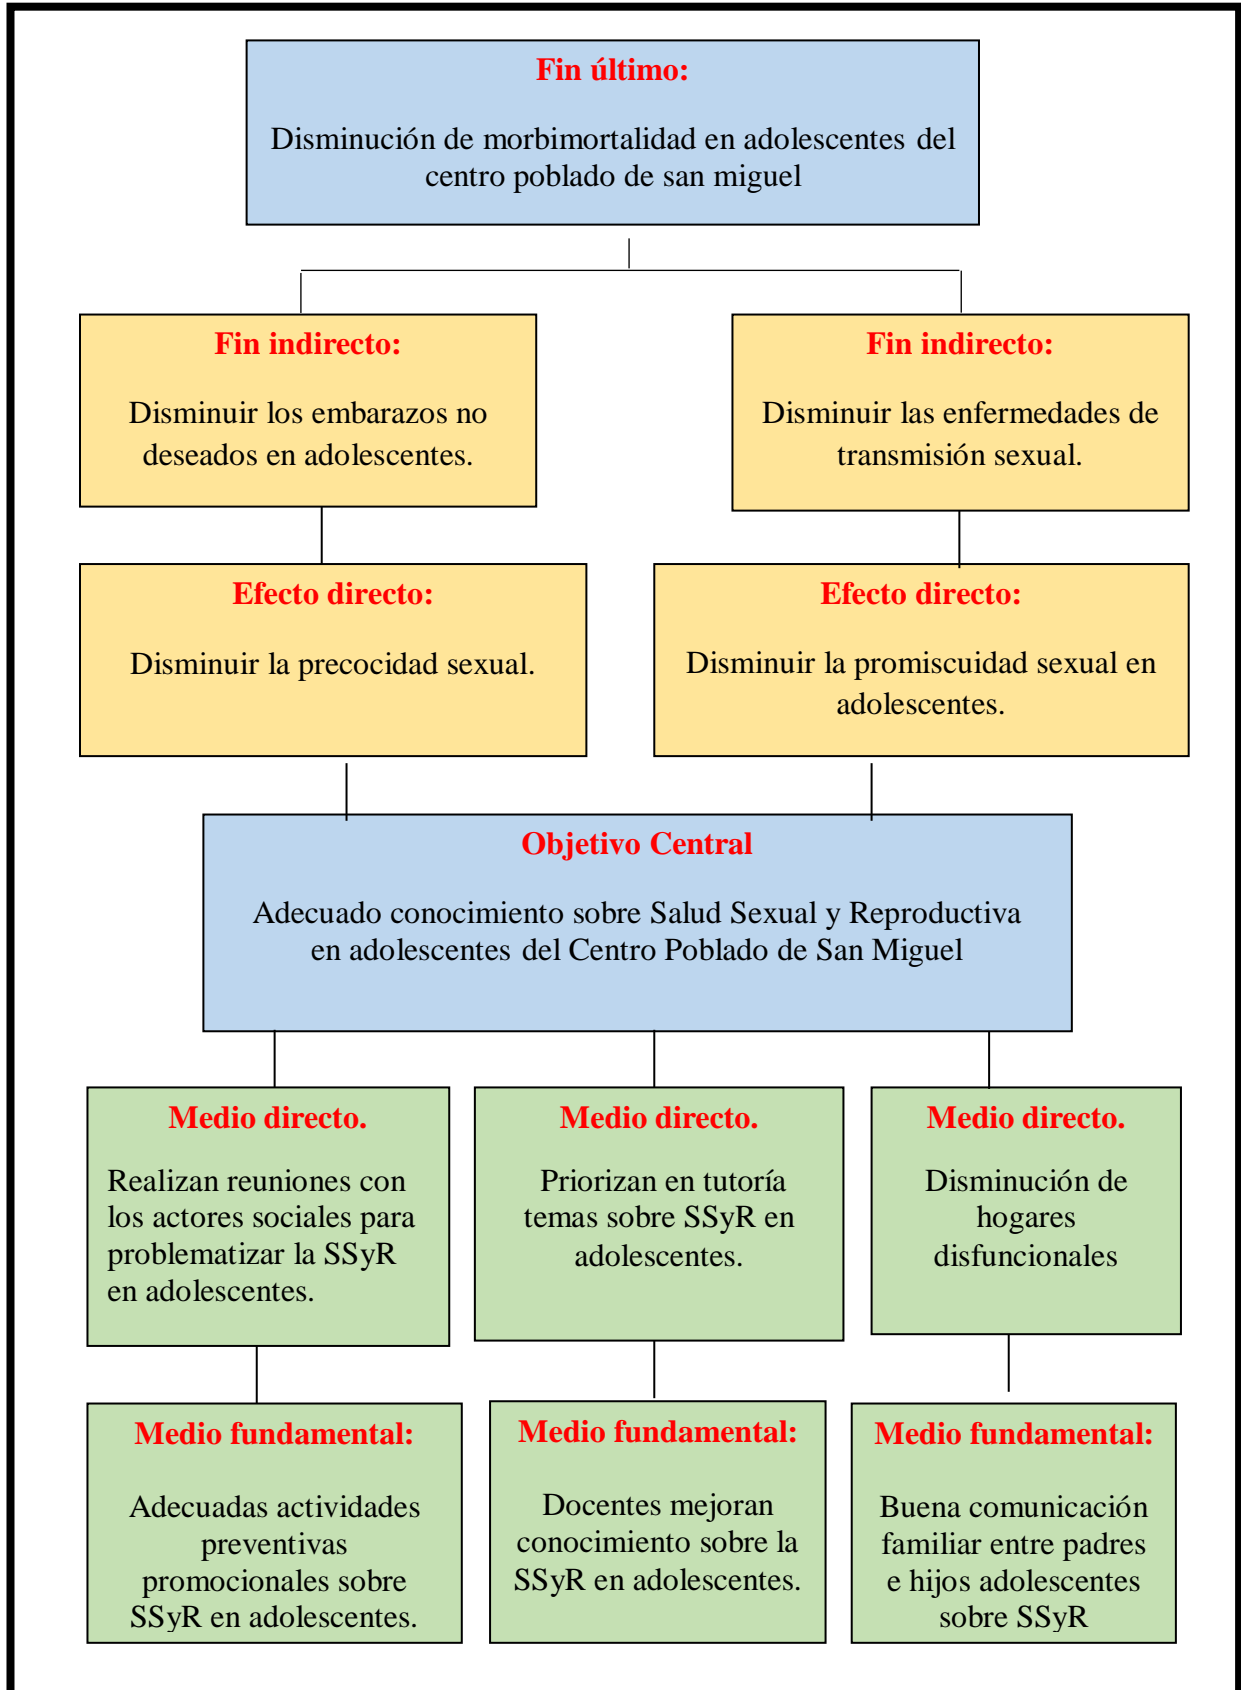 Fin último:
Disminución de morbimortalidad en adolescentes del
centro poblado de san miguel
Fin indirecto:
Disminuir los embarazos no
deseados en adolescentes.
Fin indirecto:
Disminuir las enfermedades de
transmisión sexual.
Efecto directo:
Disminuir la precocidad sexual.
Efecto directo:
Disminuir la promiscuidad sexual en
adolescentes.
Objetivo Central
Adecuado conocimiento sobre Salud Sexual y Reproductiva
en adolescentes del Centro Poblado de San Miguel
Medio directo.
Realizan reuniones con
los actores sociales para
problematizar la SSyR
en adolescentes.
Medio directo.
Priorizan en tutoría
temas sobre SSyR en
adolescentes.
Medio directo.
Disminución de
hogares
disfuncionales
Medio fundamental:
Adecuadas actividades
preventivas
promocionales sobre
SSyR en adolescentes.
Medio fundamental:
Docentes mejoran
conocimiento sobre la
SSyR en adolescentes.
Medio fundamental:
Buena comunicación
familiar entre padres
e hijos adolescentes
sobre SSyR